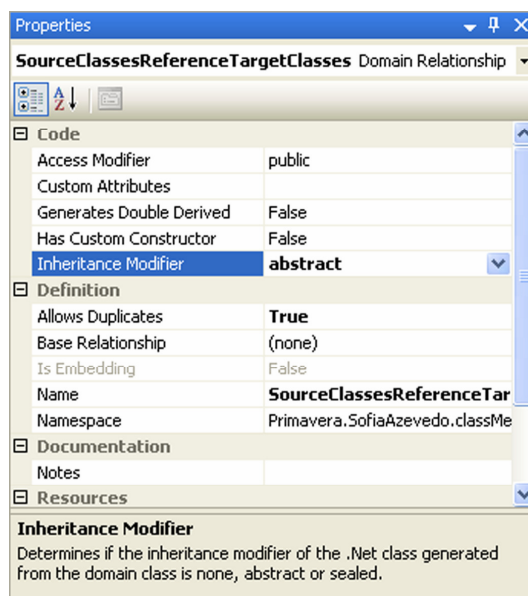 Properties
SourceClassesReferenceTargetClasses Domain Relationship
Code
Access Modifier public
Custom Attributes
Generates Double Derived False
Has Custom Constructor False
Inheritance Modifier abstract
Definition
Allows Duplicates True
Base Relationship (none)
Is Embedding False
Name SourceClassesReferenceTar
Namespace Primavera.SofiaAzevedo.classMe
Documentation
Notes
Resources
Inheritance Modifier
Determines if the inheritance modifier of the .Net class generated
from the domain class is none, abstract or sealed.